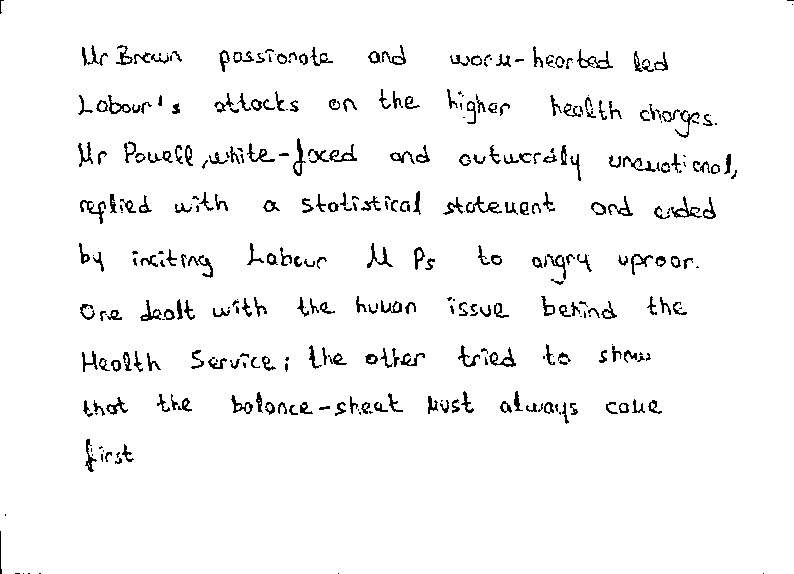 Mr Brown passionate and warm-hearted led
Labour's attacks on the higher health charges.
Mr Powell, white-faced and outwardly unemotional,
replied with a statistical statement and ended
by inciting Labour M Ps to angry uproar.
One dealt with the human issue behind the
Health Service; the other tried to show
that the balance-sheet must always come
first